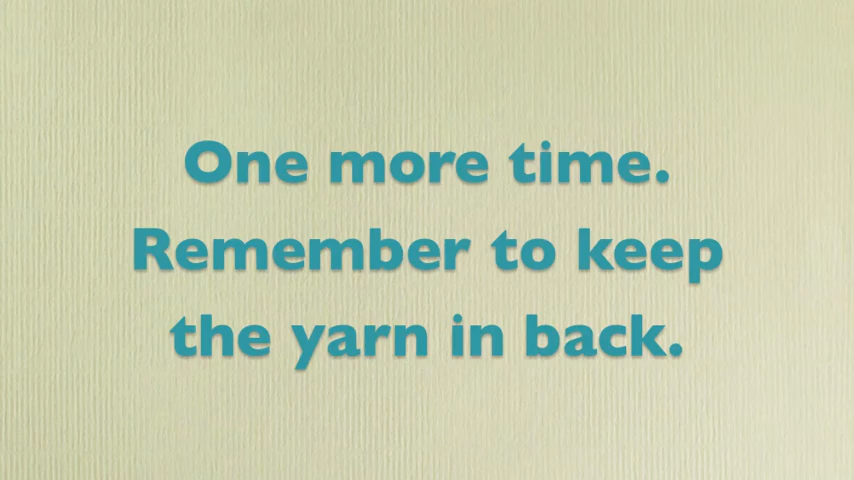 One more time.
Remember to keep
the yarn in back.